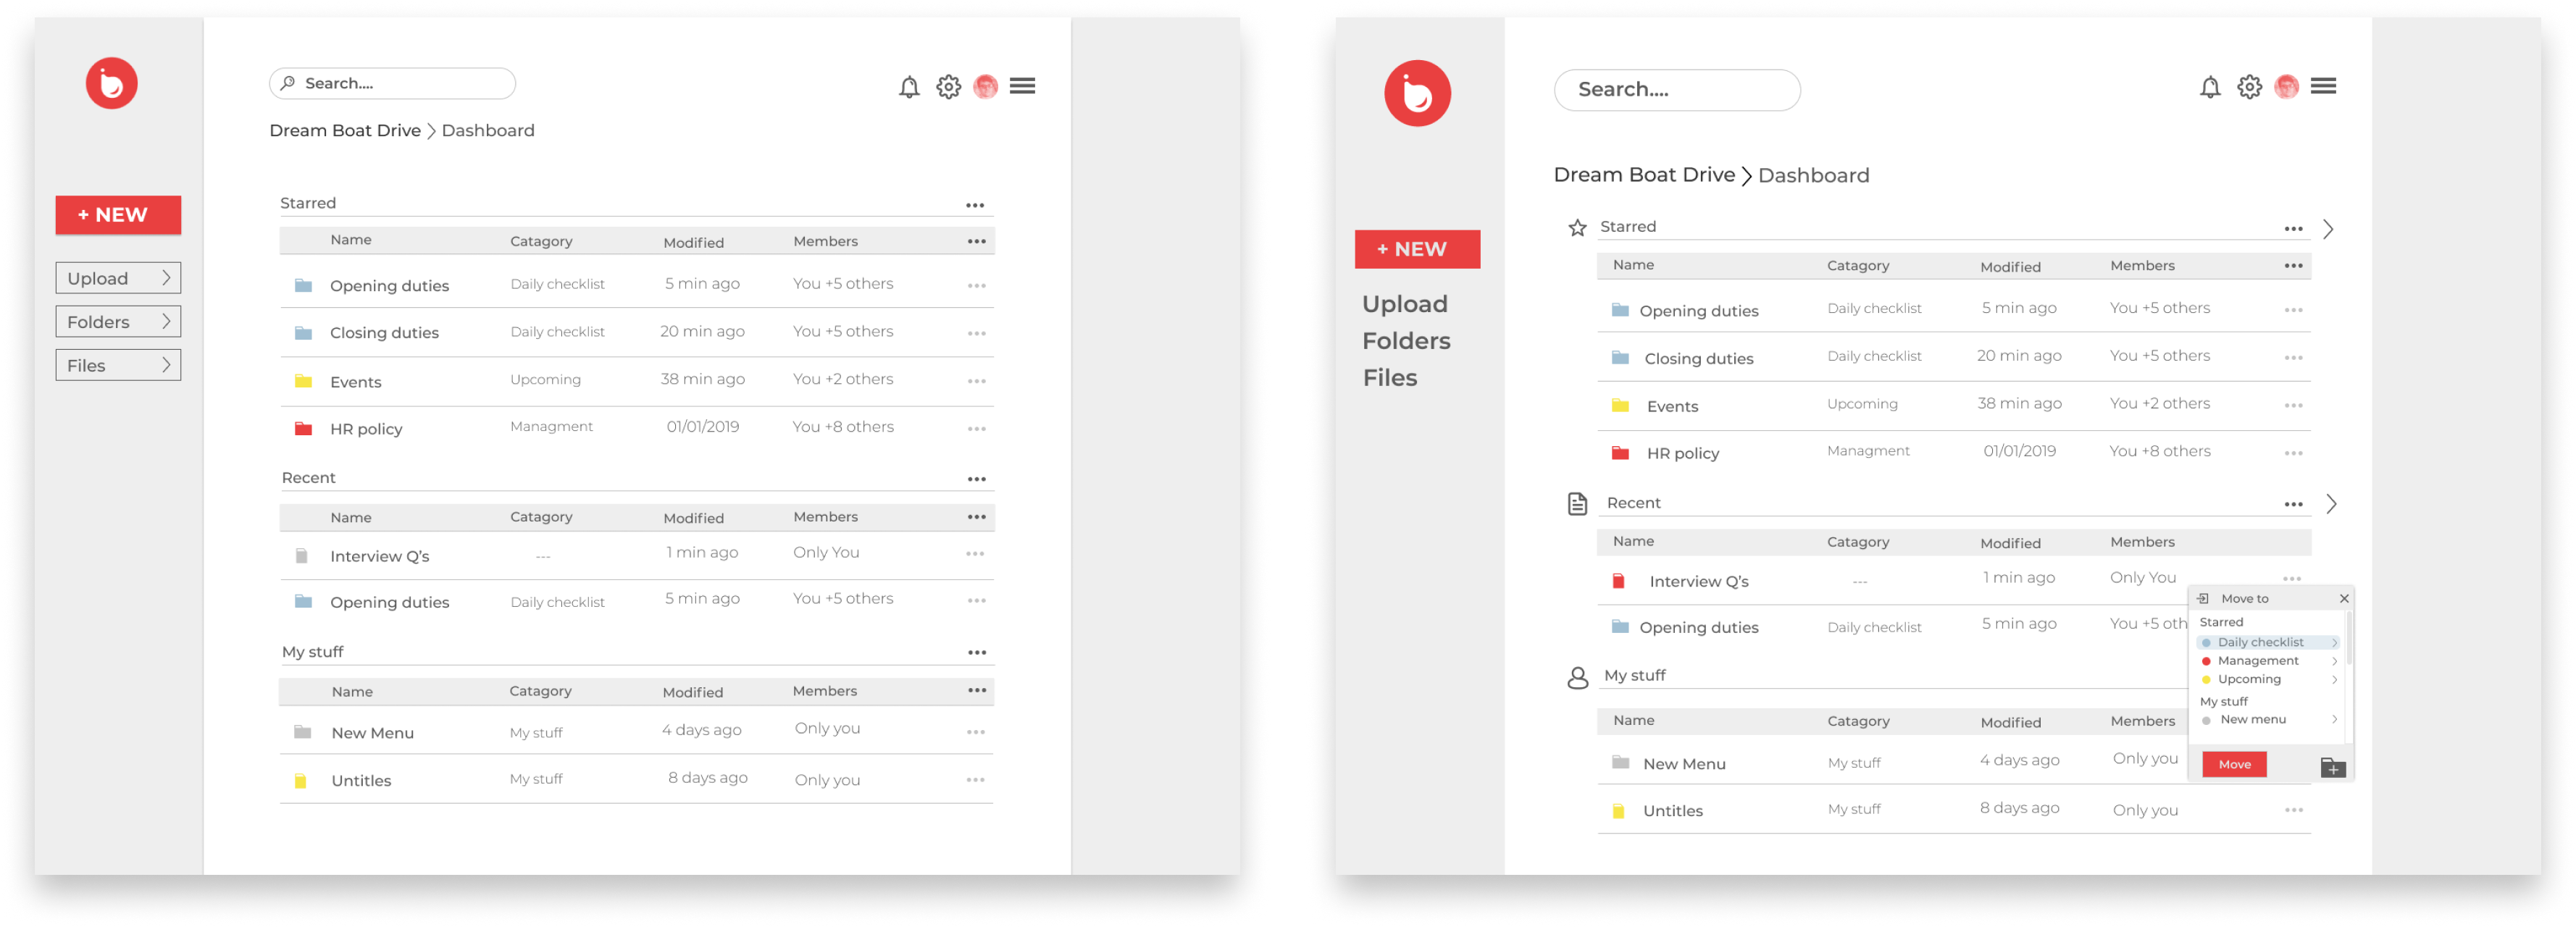 Search....
Dream Boat Drive > Dashboard
+ NEW
Upload >
Folders >
Files >
Starred ...
Name Catagory Modified Members ...
Opening duties Daily checklist 5 min ago You +5 others ...
Closing duties Daily checklist 20 min ago You +5 others ...
Events Upcoming 38 min ago You +2 others ...
HR policy Managment 01/01/2019 You +8 others ...
Recent ...
Name Catagory Modified Members ...
Interview Q's --- 1 min ago Only You ...
Opening duties Daily checklist 5 min ago You +5 others ...
My stuff ...
Name Catagory Modified Members ...
New Menu My stuff 4 days ago Only you ...
Untitles My stuff 8 days ago Only you ...
Search....
Dream Boat Drive > Dashboard
+ NEW
Upload
Folders
Files
Starred ... >
Name Catagory Modified Members ...
Opening duties Daily checklist 5 min ago You +5 others ...
Closing duties Daily checklist 20 min ago You +5 others ...
Events Upcoming 38 min ago You +2 others ...
HR policy Managment 01/01/2019 You +8 others ...
Recent ... >
Name Catagory Modified Members
Interview Q's --- 1 min ago Only You ...
Opening duties Daily checklist 5 min ago You +5 oth
My stuff
Name Catagory Modified Members
New Menu My stuff 4 days ago Only you
Untitles My stuff 8 days ago Only you ...
Move to
Starred
Daily checklist >
Management >
Upcoming >
My stuff
New menu >
Move